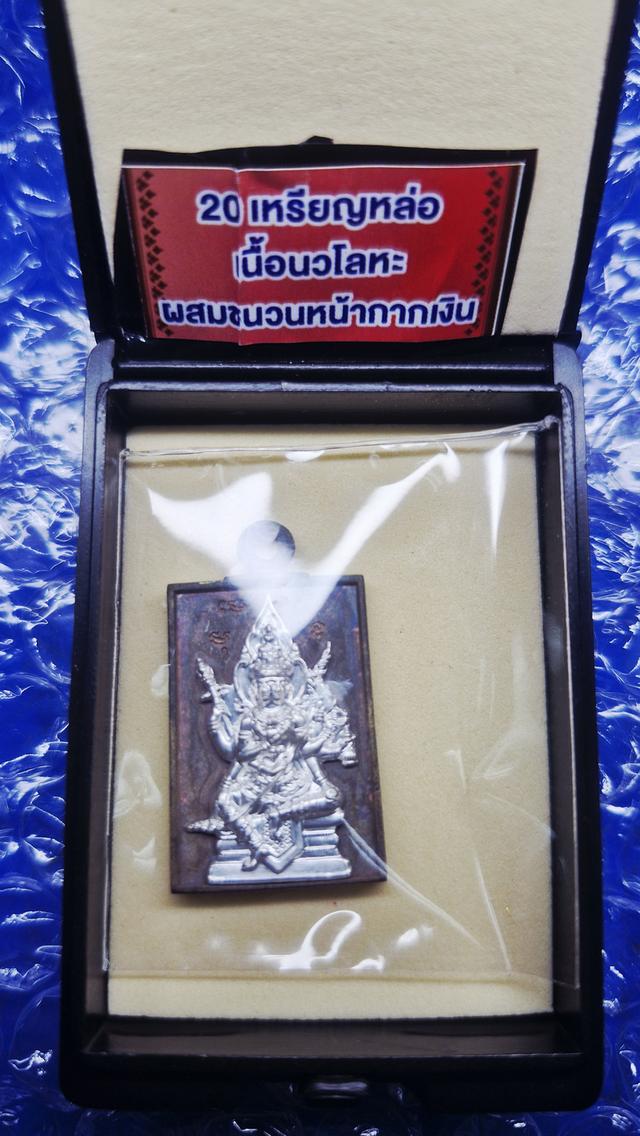 20 เหรียญหล่อ
เนื้อนวโลหะ
ผสมชนวนหน้ากากเงิน